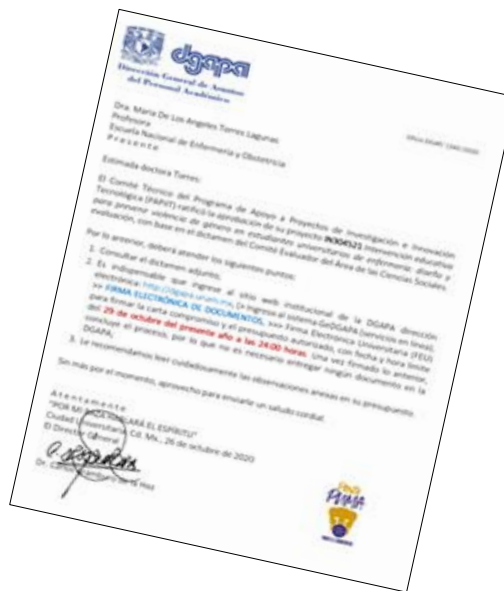 dgapa
Dirección General de Asuntos
del Personal Académico
Dra. María De Los Angeles Torres Lagunas
Profesora
Escuela Nacional de Enfermería y Obstetricia
P r e s e n t e
Estimada doctora Torres:
El Comité Técnico del Programa de Apoyo a Proyectos de Investigación e Innovación
Tecnológica (PAPIIT) ratificó la aprobación de su proyecto Intervención educativa
para prevenir violencia de género en estudiantes universitarios de enfermería: diseño y
evaluación, con base en el dictamen del Comité Evaluador del Área de las Ciencias Sociales.
Por lo anterior, deberá atender los siguientes puntos:
1. Consultar el dictamen adjunto.
2. Es indispensable que ingrese al sitio web institucional de la DGAPA dirección
electrónica: http://dgapa.unam.mx, (> Ingreso al sistema GeDGAPA (servicios en línea);
>> FIRMA ELECTRÓNICA DE DOCUMENTOS; >>> Firma Electrónica Universitaria (FEU)
para firmar la carta compromiso y el presupuesto autorizado, con fecha y hora límite
del 29 de octubre del presente año a las 24:00 horas. Una vez firmado lo anterior,
concluye el proceso, por lo que no es necesario entregar ningún documento en la
DGAPA;
3. Le recomendamos leer cuidadosamente las observaciones anexas en su presupuesto.
Sin más por el momento, aprovecho para enviarle un saludo cordial.
A t e n t a m e n t e
"POR MI RAZA HABLARÁ EL ESPÍRITU"
Ciudad Universitaria, Cd. Mx., 26 de octubre de 2020
El Director General
Dr. Carlos Arámburo de la Hoz
PUMA